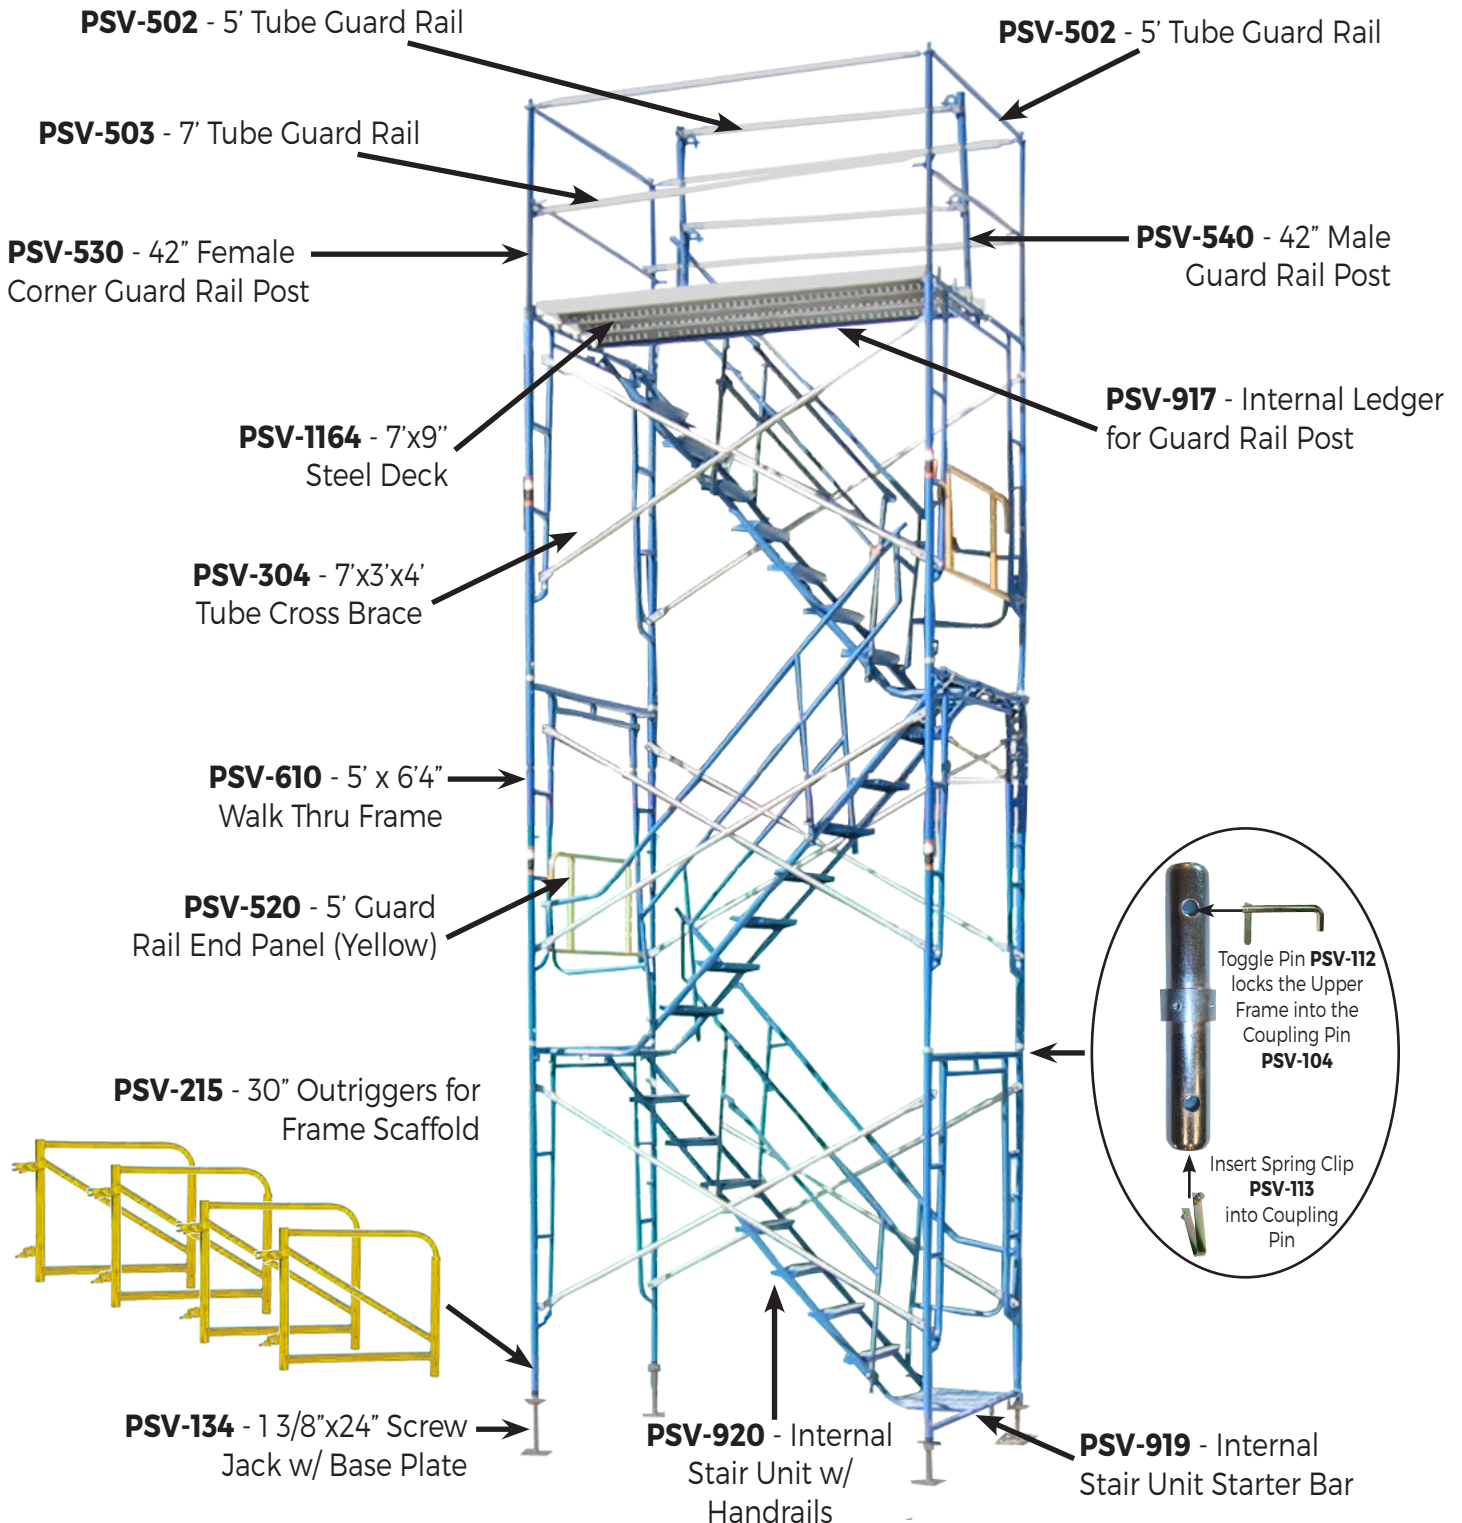 PSV-502 - 5’ Tube Guard Rail
PSV-502 - 5’ Tube Guard Rail
PSV-503 - 7’ Tube Guard Rail
PSV-530 - 42” Female
Corner Guard Rail Post
PSV-540 - 42” Male
Guard Rail Post
PSV-1164 - 7’x9”
Steel Deck
PSV-917 - Internal Ledger
for Guard Rail Post
PSV-304 - 7’x3’x4’
Tube Cross Brace
PSV-610 - 5’ x 6’4”
Walk Thru Frame
PSV-520 - 5’ Guard
Rail End Panel (Yellow)
Toggle Pin PSV-112
locks the Upper
Frame into the
Coupling Pin
PSV-104
Insert Spring Clip
PSV-113
into Coupling
Pin
PSV-215 - 30” Outriggers for
Frame Scaffold
PSV-134 - 1 3/8”x24” Screw
Jack w/ Base Plate
PSV-920 - Internal
Stair Unit w/
Handrails
PSV-919 - Internal
Stair Unit Starter Bar